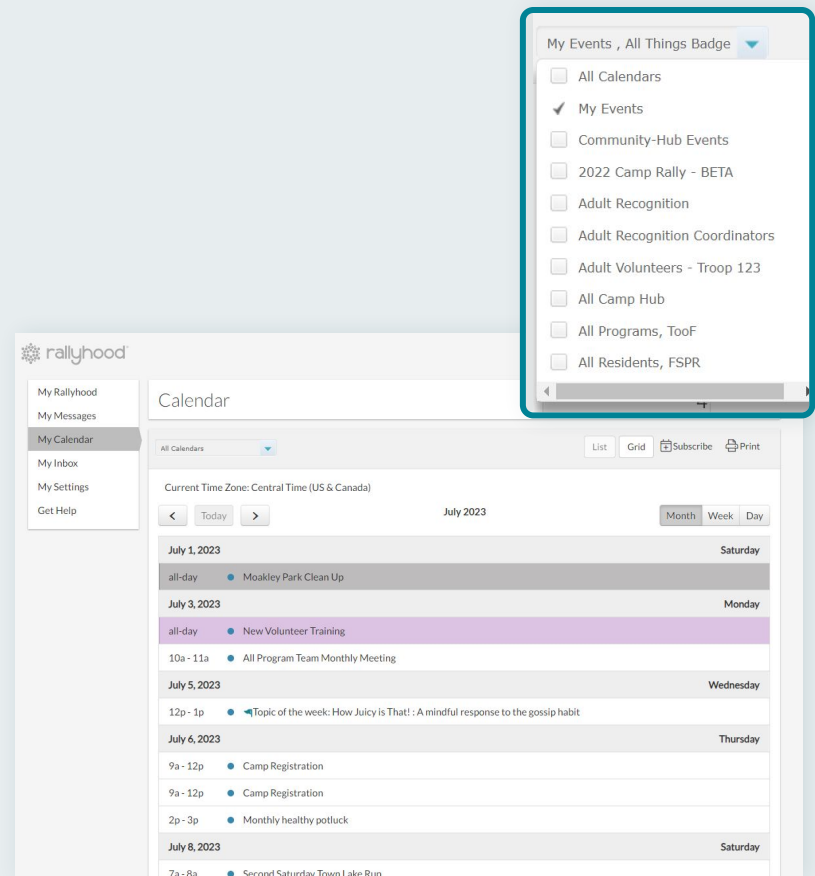 My Events , All Things Badge
All Calendars
My Events
Community-Hub Events
2022 Camp Rally - BETA
Adult Recognition
Adult Recognition Coordinators
Adult Volunteers - Troop 123
All Camp Hub
All Programs, TooF
All Residents, FSPR
rallyhood
My Rallyhood
My Messages
My Calendar
My Inbox
My Settings
Get Help
Calendar
All Calendars
List Grid Subscribe Print
Current Time Zone: Central Time (US & Canada)
< Today > July 2023 Month Week Day
July 1, 2023 Saturday
all-day Moakley Park Clean Up
July 3, 2023 Monday
all-day New Volunteer Training
10a - 11a All Program Team Monthly Meeting
July 5, 2023 Wednesday
12p - 1p Topic of the week: How Juicy is That! : A mindful response to the gossip habit
July 6, 2023 Thursday
9a - 12p Camp Registration
9a - 12p Camp Registration
2p - 3p Monthly healthy potluck
July 8, 2023 Saturday
7a - 8a Second Saturday Town Lake Run